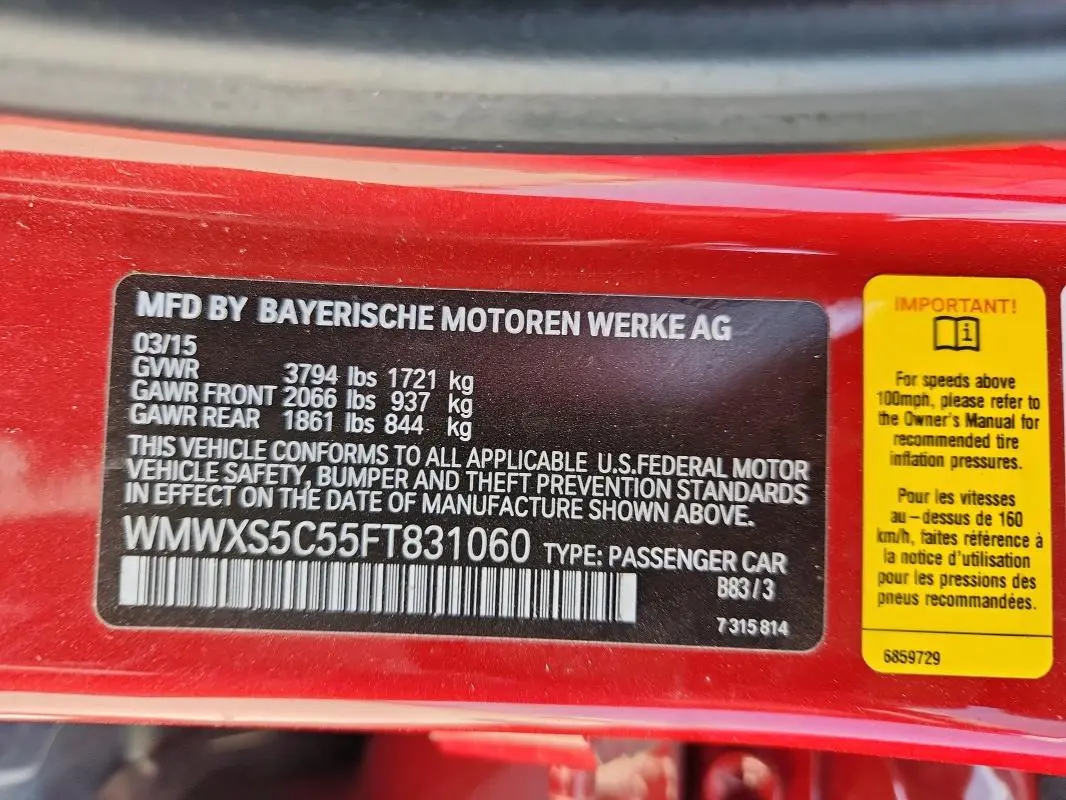 MFD BY BAYERISCHE MOTOREN WERKE AG
03/15
GVWR 3794 lbs 1721 kg
GAWR FRONT 2066 lbs 937 kg
GAWR REAR 1861 lbs 844 kg
THIS VEHICLE CONFORMS TO ALL APPLICABLE U.S.FEDERAL MOTOR
VEHICLE SAFETY, BUMPER AND THEFT PREVENTION STANDARDS
IN EFFECT ON THE DATE OF MANUFACTURE SHOWN ABOVE.
WMWXS5C55FT831060 TYPE: PASSENGER CAR
B83/3
7315814
IMPORTANT!
i
For speeds above
100mph, please refer to
the Owner's Manual for
recommended tire
inflation pressures.
Pour les vitesses
au-dessus de 160
km/h, faites référence à
la notice d'utilisation
pour les pressions des
pneus recommandées.
6859729